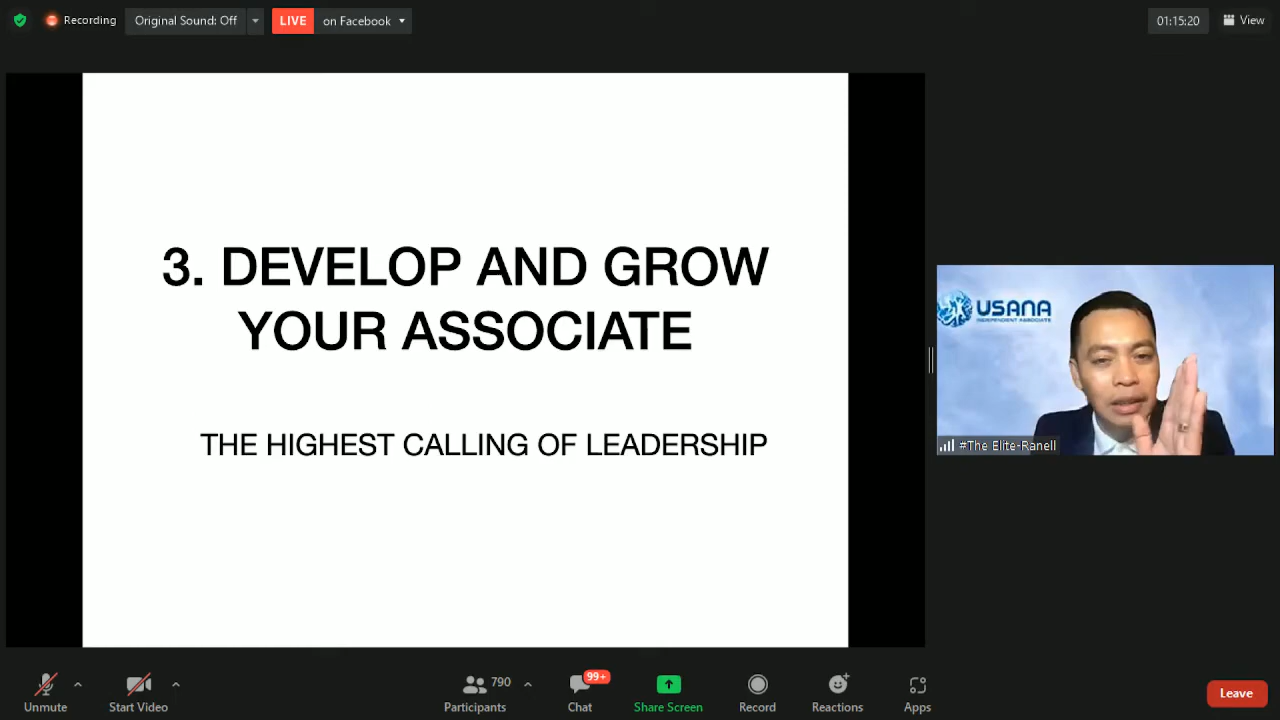 Recording
Original Sound: Off
LIVE on Facebook
01:15:20
View
3. DEVELOP AND GROW
YOUR ASSOCIATE
THE HIGHEST CALLING OF LEADERSHIP
USANA
INDEPENDENT ASSOCIATE
#The Elite-Ranell
Unmute
Start Video
790
Participants
99+
Chat
Share Screen
Record
Reactions
Apps
Leave